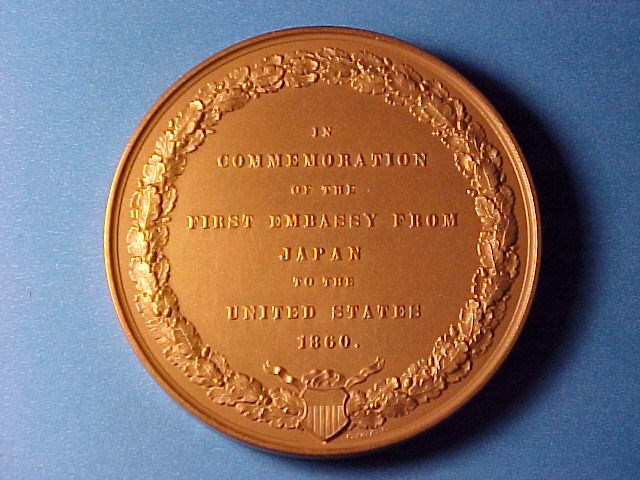 IN
COMMEMORATION
OF THE
FIRST EMBASSY FROM
JAPAN
TO THE
UNITED STATES
1860.